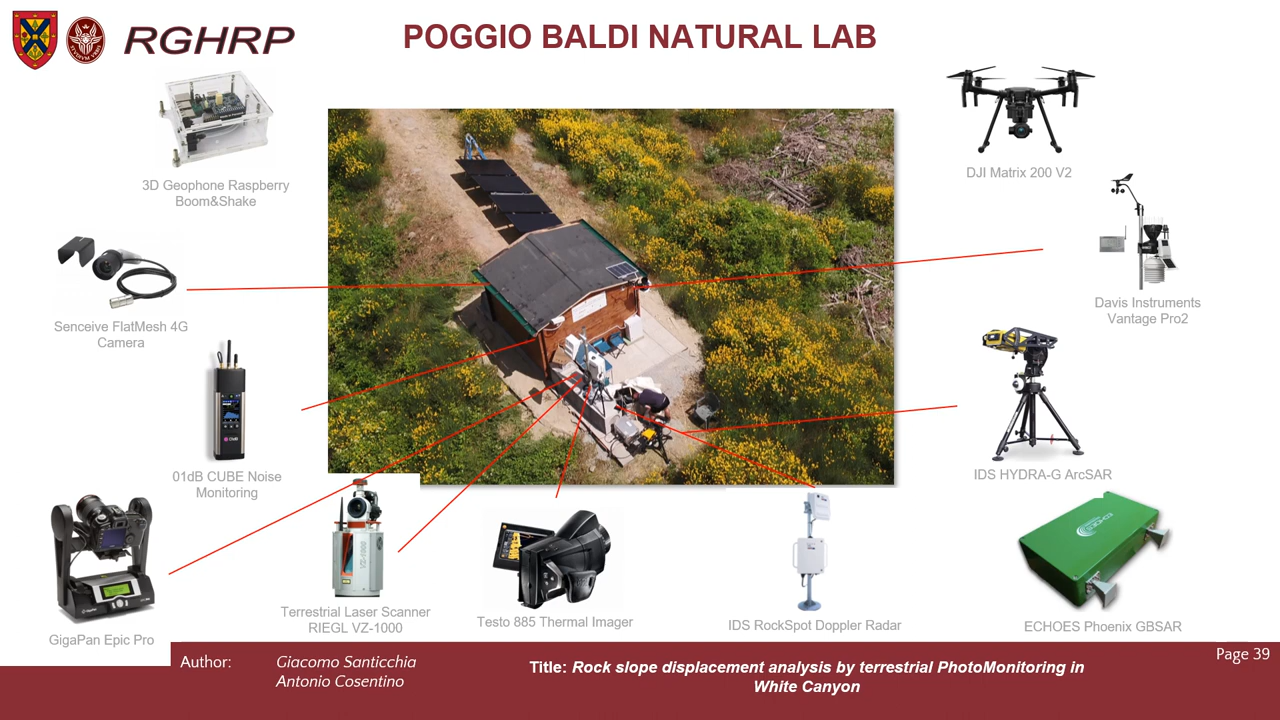 RGHRP
POGGIO BALDI NATURAL LAB
3D Geophone Raspberry
Boom&Shake
DJI Matrix 200 V2
Senceive FlatMesh 4G
Camera
Davis Instruments
Vantage Pro2
01dB CUBE Noise
Monitoring
IDS HYDRA-G ArcSAR
GigaPan Epic Pro
Terrestrial Laser Scanner
RIEGL VZ-1000
Testo 885 Thermal Imager
IDS RockSpot Doppler Radar
ECHOES Phoenix GBSAR
Author:
Giacomo Santicchia
Antonio Cosentino
Title: Rock slope displacement analysis by terrestrial PhotoMonitoring in
White Canyon
Page 39